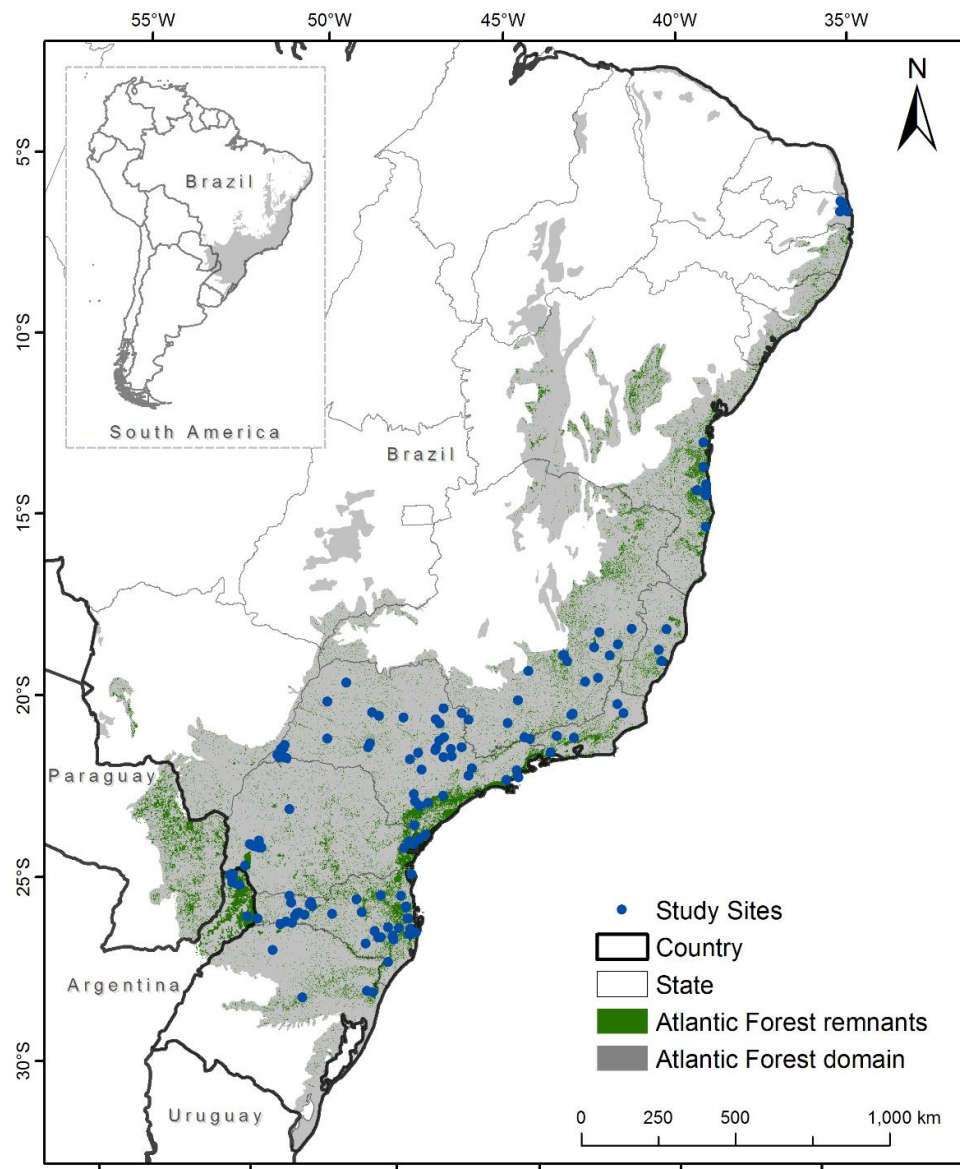 55°W 50°W 45°W 40°W 35°W
N
5°S
Brazil
10°S
South America
Brazil
15°S
20°S
Paraguay
25°S
Study Sites
Country
State
Argentina
Atlantic Forest remnants
Atlantic Forest domain
30°S
Uruguay
0 250 500 1,000 km